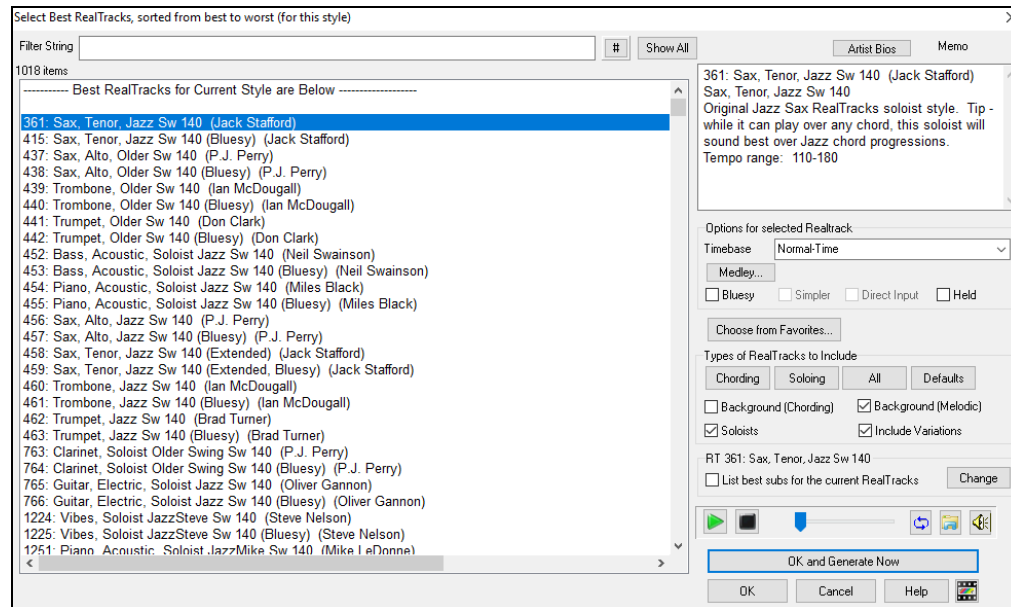 Select Best RealTracks, sorted from best to worst (for this style)
Filter String
#
Show All
Artist Bios
Memo
1018 items
----------- Best RealTracks for Current Style are Below ------------------
361: Sax, Tenor, Jazz Sw 140 (Jack Stafford)
415: Sax, Tenor, Jazz Sw 140 (Bluesy) (Jack Stafford)
437: Sax, Alto, Older Sw 140 (P.J. Perry)
438: Sax, Alto, Older Sw 140 (Bluesy) (P.J. Perry)
439: Trombone, Older Sw 140 (Ian McDougall)
440: Trombone, Older Sw 140 (Bluesy) (Ian McDougall)
441: Trumpet, Older Sw 140 (Don Clark)
442: Trumpet, Older Sw 140 (Bluesy) (Don Clark)
452: Bass, Acoustic, Soloist Jazz Sw 140 (Neil Swainson)
453: Bass, Acoustic, Soloist Jazz Sw 140 (Bluesy) (Neil Swainson)
454: Piano, Acoustic, Soloist Jazz Sw 140 (Miles Black)
455: Piano, Acoustic, Soloist Jazz Sw 140 (Bluesy) (Miles Black)
456: Sax, Alto, Jazz Sw 140 (P.J. Perry)
457: Sax, Alto, Jazz Sw 140 (Bluesy) (P.J. Perry)
458: Sax, Tenor, Jazz Sw 140 (Extended) (Jack Stafford)
459: Sax, Tenor, Jazz Sw 140 (Extended, Bluesy) (Jack Stafford)
460: Trombone, Jazz Sw 140 (Ian McDougall)
461: Trombone, Jazz Sw 140 (Bluesy) (Ian McDougall)
462: Trumpet, Jazz Sw 140 (Brad Turner)
463: Trumpet, Jazz Sw 140 (Bluesy) (Brad Turner)
763: Clarinet, Soloist Older Swing Sw 140 (P.J. Perry)
764: Clarinet, Soloist Older Swing Sw 140 (Bluesy) (P.J. Perry)
765: Guitar, Electric, Soloist Jazz Sw 140 (Oliver Gannon)
766: Guitar, Electric, Soloist Jazz Sw 140 (Bluesy) (Oliver Gannon)
1224: Vibes, Soloist JazzSteve Sw 140 (Steve Nelson)
1225: Vibes, Soloist JazzSteve Sw 140 (Bluesy) (Steve Nelson)
1251: Piano, Acoustic, Soloist JazzMike Sw 140 (Mike LeDonne)
361: Sax, Tenor, Jazz Sw 140 (Jack Stafford)
Sax, Tenor, Jazz Sw 140
Original Jazz Sax RealTracks soloist style. Tip -
while it can play over any chord, this soloist will
sound best over Jazz chord progressions.
Tempo range: 110-180
Options for selected Realtrack
Timebase
Normal-Time
Medley...
Bluesy
Simpler
Direct Input
Held
Choose from Favorites...
Types of RealTracks to Include
Chording
Soloing
All
Defaults
Background (Chording)
Background (Melodic)
Soloists
Include Variations
RT 361: Sax, Tenor, Jazz Sw 140
List best subs for the current RealTracks
Change
OK and Generate Now
OK
Cancel
Help